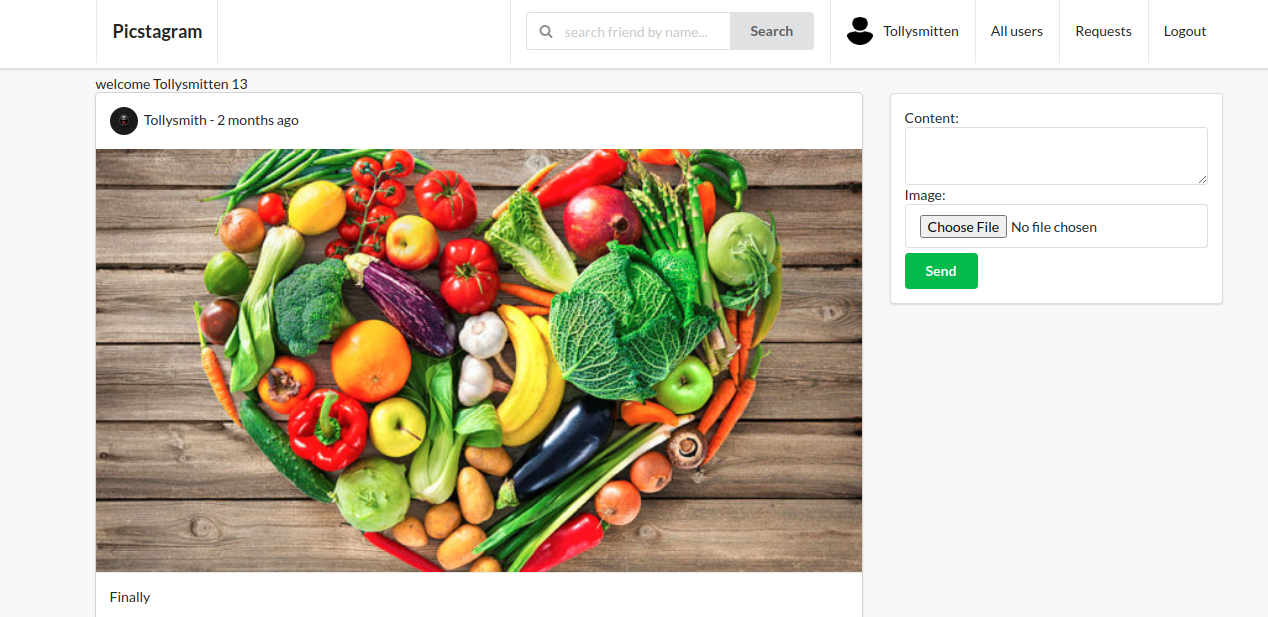 Picstagram
search friend by name...
Search
Tollysmitten
All users
Requests
Logout
welcome Tollysmitten 13
Tollysmith - 2 months ago
Finally
Content:
Image:
Choose File No file chosen
Send